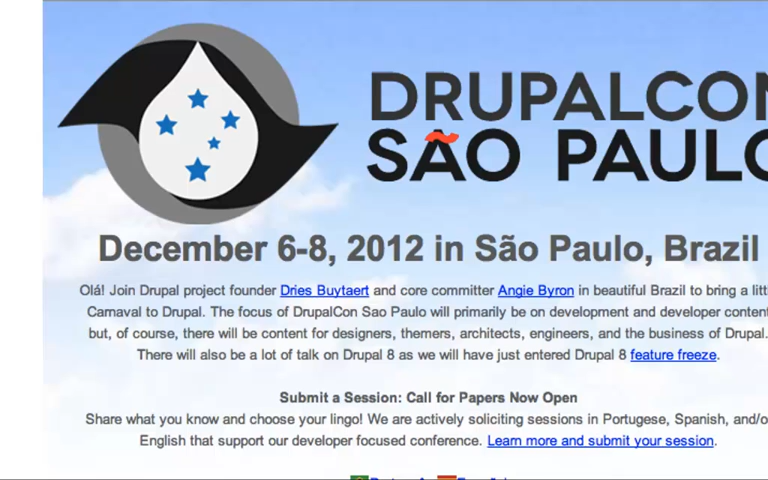 DRUPALCON
SÃO PAULO
December 6-8, 2012 in São Paulo, Brazil
Olá! Join Drupal project founder Dries Buytaert and core committer Angie Byron in beautiful Brazil to bring a
Carnaval to Drupal. The focus of DrupalCon Sao Paulo will primarily be on development and developer content
but, of course, there will be content for designers, themers, architects, engineers, and the business of Drupal.
There will also be a lot of talk on Drupal 8 as we will have just entered Drupal 8 feature freeze.
Submit a Session: Call for Papers Now Open
Share what you know and choose your lingo! We are actively soliciting sessions in Portugese, Spanish, and/o
English that support our developer focused conference. Learn more and submit your session.